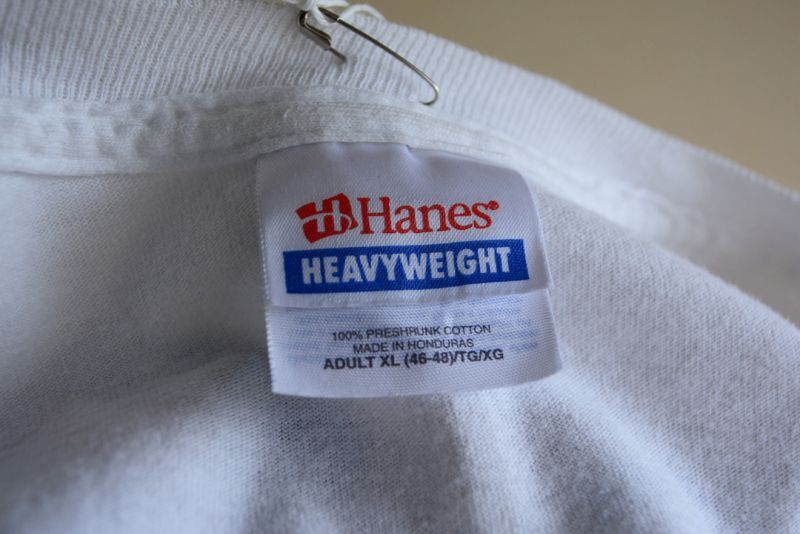 Hanes®
HEAVYWEIGHT
100% PRESHRUNK COTTON
MADE IN HONDURAS
ADULT XL (46-48)/TG/XG